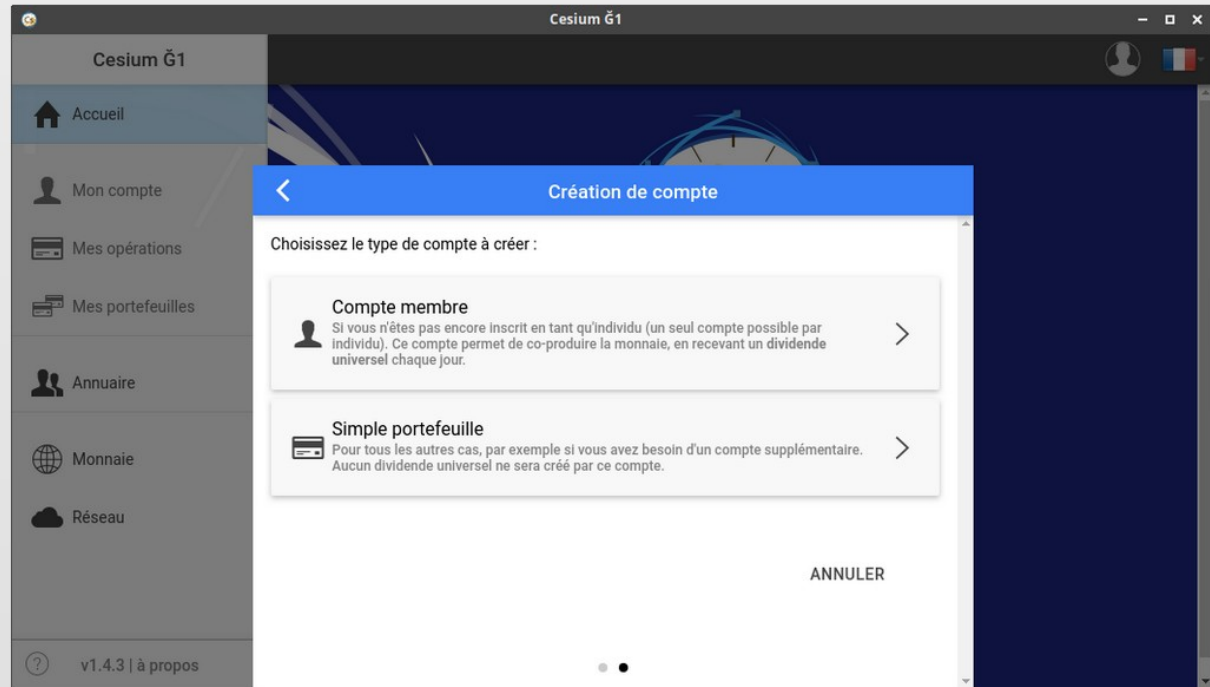 Cesium Ğ1
Cesium Ğ1
Accueil
Mon compte
Mes opérations
Mes portefeuilles
Annuaire
Monnaie
Réseau
? v1.4.3 | à propos
Création de compte
Choisissez le type de compte à créer :
Compte membre
Si vous n'êtes pas encore inscrit en tant qu'individu (un seul compte possible par
individu). Ce compte permet de co-produire la monnaie, en recevant un dividende
universel chaque jour.
Simple portefeuille
Pour tous les autres cas, par exemple si vous avez besoin d'un compte supplémentaire.
Aucun dividende universel ne sera créé par ce compte.
ANNULER